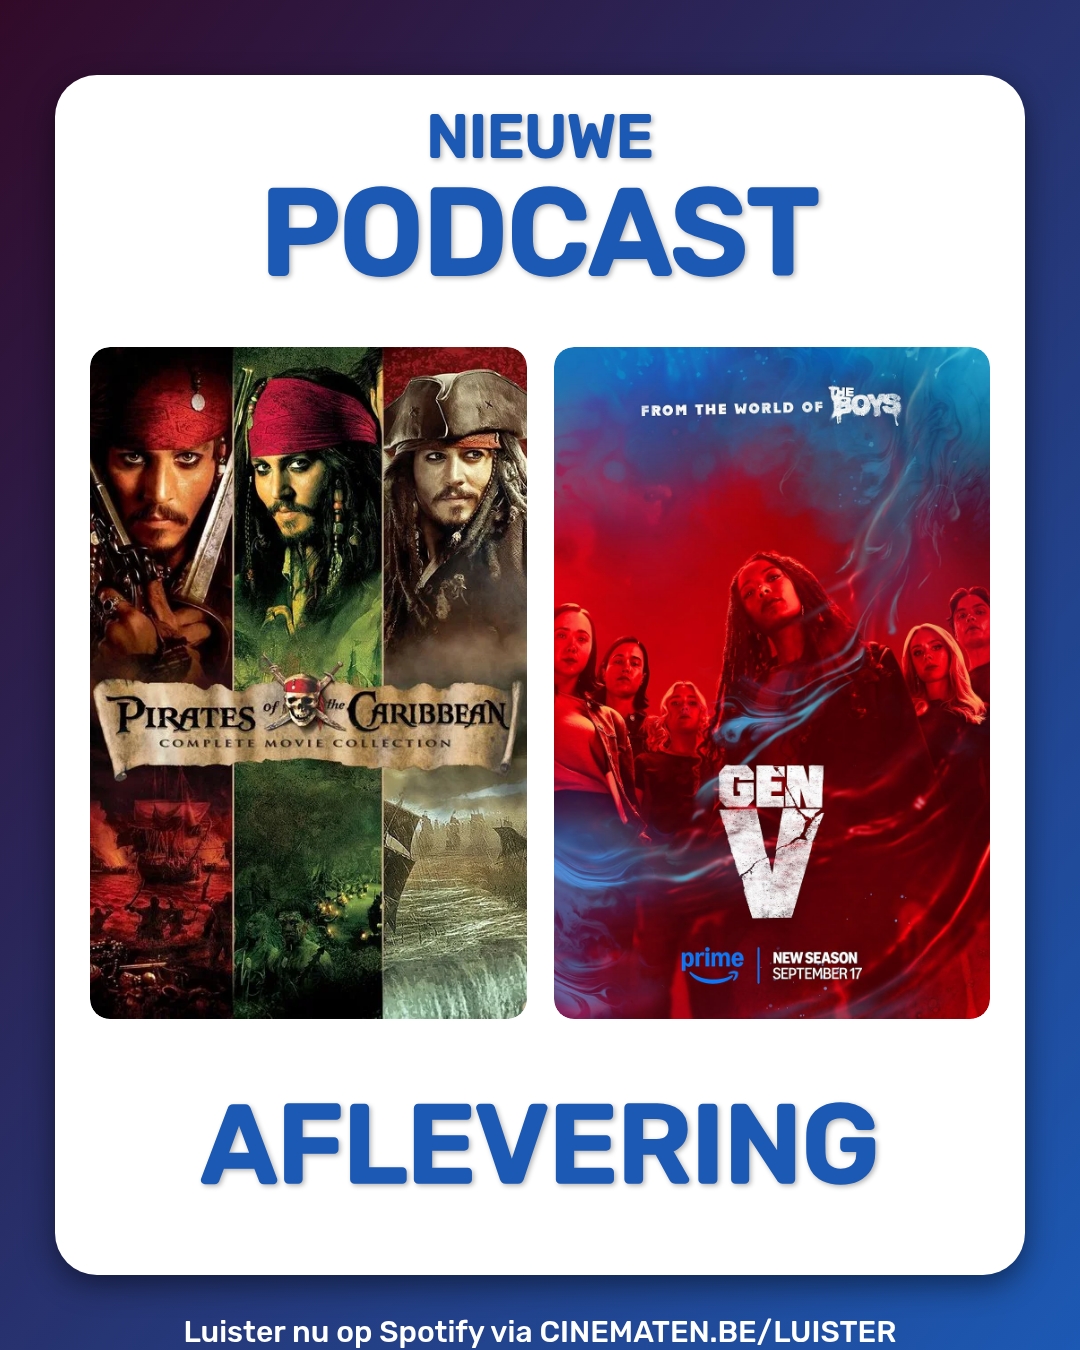 NIEUWE
PODCAST
PIRATES of the CARIBBEAN
COMPLETE MOVIE COLLECTION
FROM THE WORLD OF THE BOYS
GEN
V
prime
NEW SEASON
SEPTEMBER 17
AFLEVERING
Luister nu op Spotify via CINEMATEN.BE/LUISTER